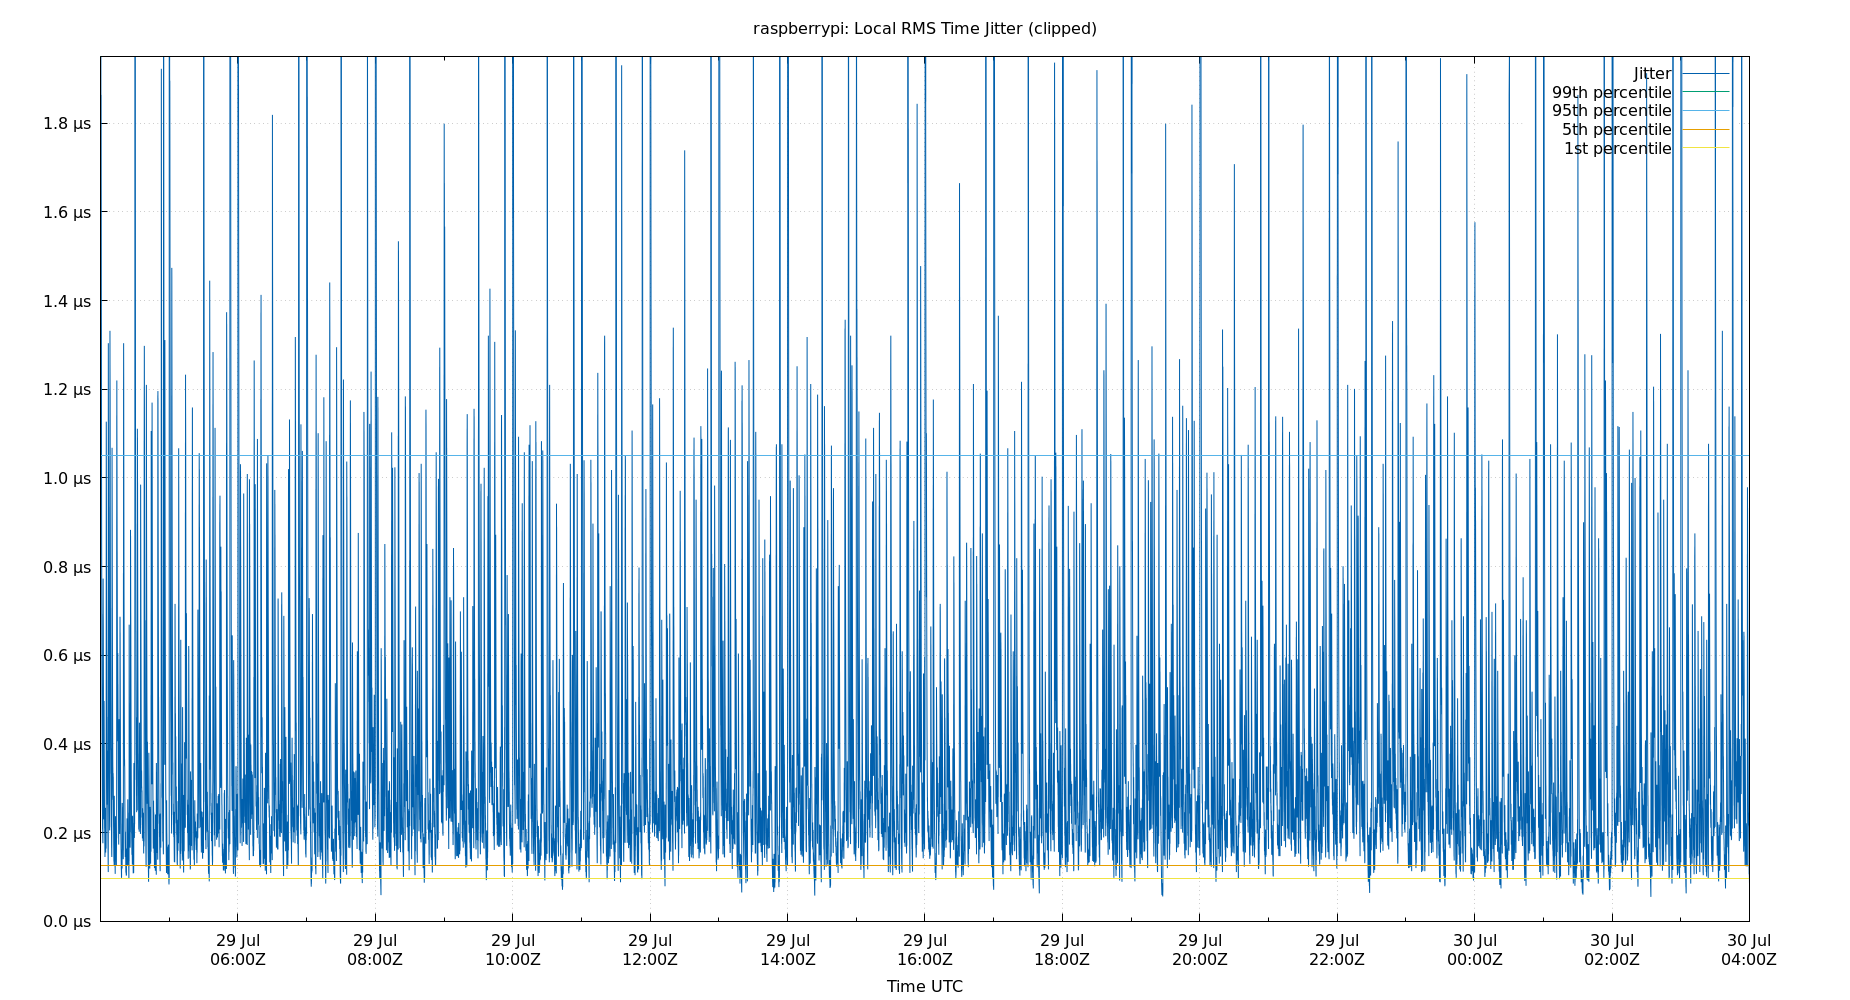 raspberrypi: Local RMS Time Jitter (clipped)
Jitter
99th percentile
95th percentile
5th percentile
1st percentile
1.8 µs
1.6 µs
1.4 µs
1.2 µs
1.0 µs
0.8 µs
0.6 µs
0.4 µs
0.2 µs
0.0 µs
29 Jul 29 Jul 29 Jul 29 Jul 29 Jul 29 Jul 29 Jul 29 Jul 29 Jul 30 Jul 30 Jul 30 Jul
06:00Z 08:00Z 10:00Z 12:00Z 14:00Z 16:00Z 18:00Z 20:00Z 22:00Z 00:00Z 02:00Z 04:00Z
Time UTC